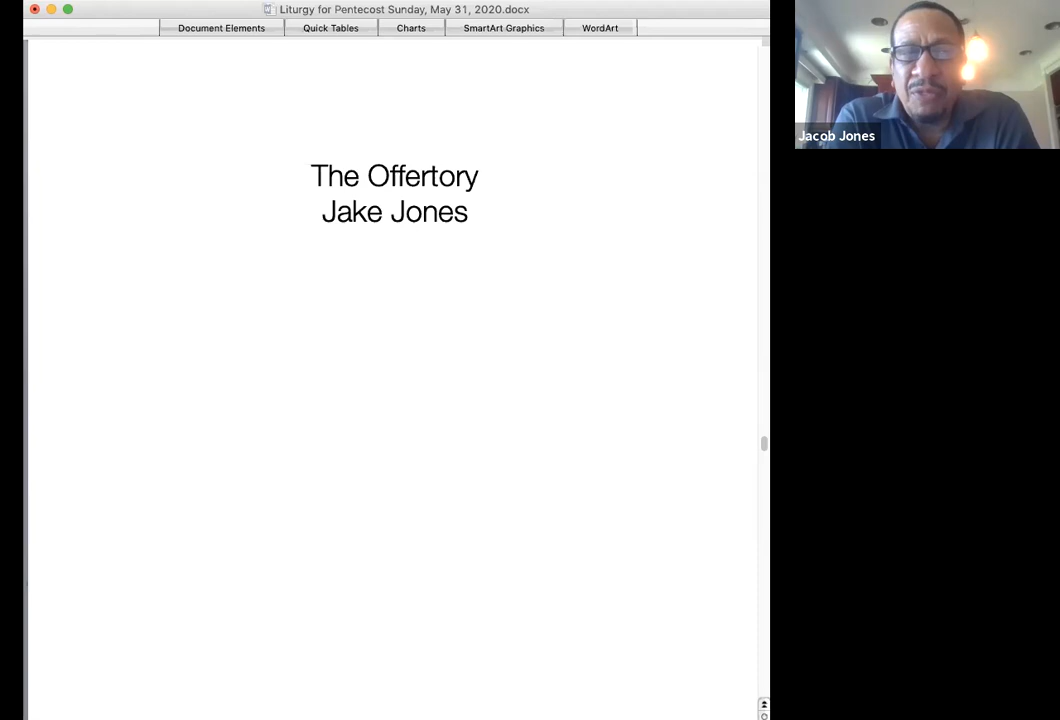 Liturgy for Pentecost Sunday, May 31, 2020.docx
Document Elements
Quick Tables
Charts
SmartArt Graphics
WordArt
The Offertory
Jake Jones
Jacob Jones